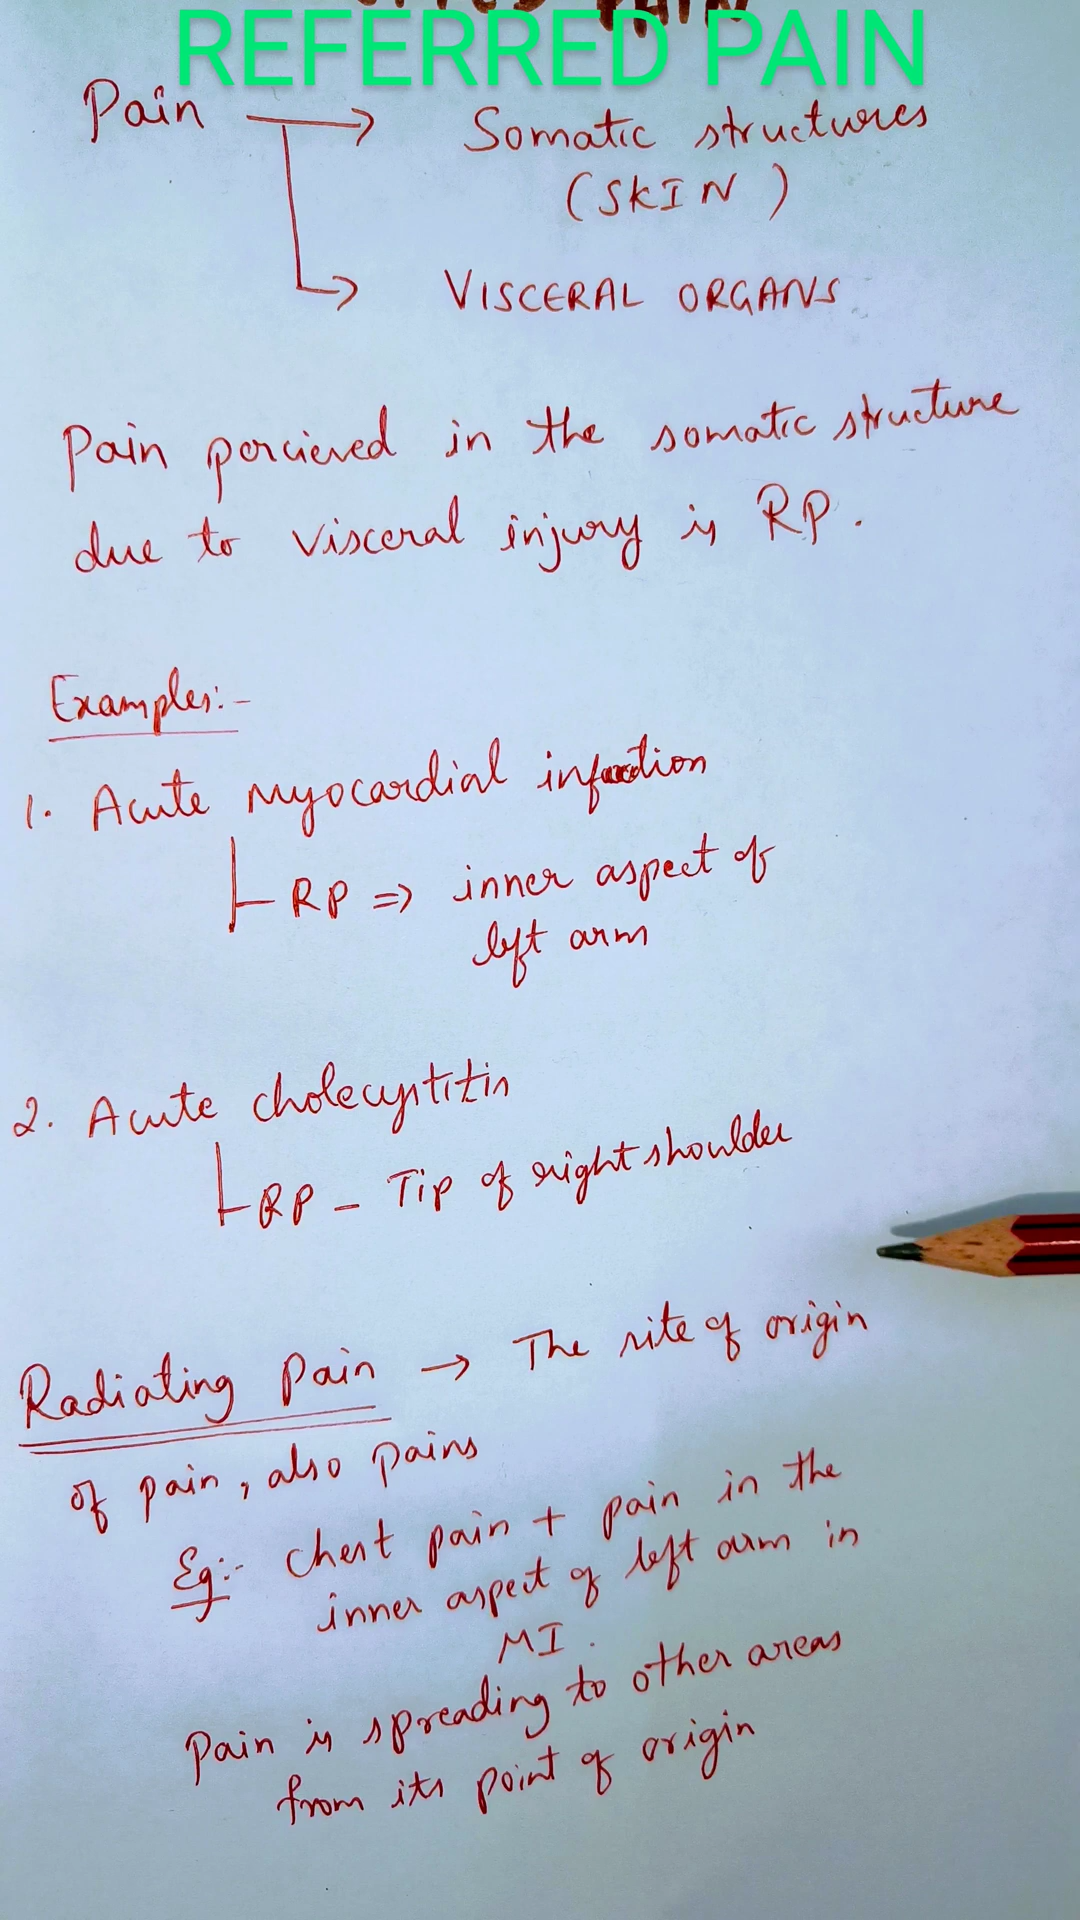 REFERRED PAIN
Pain → Somatic structures
(SKIN)
→ VISCERAL ORGANS
Pain percieved in the somatic structure
due to visceral injury is RP.
Examples:-
1. Acute Myocardial infarction
RP ⇒ inner aspect of
left arm
2. Acute cholecystitis
RP - Tip of right shoulder
Radiating Pain → The site of origin
of pain, also pains
Eg:- Chest pain + pain in the
inner aspect of left arm in
MI.
Pain is spreading to other areas
from its point of origin